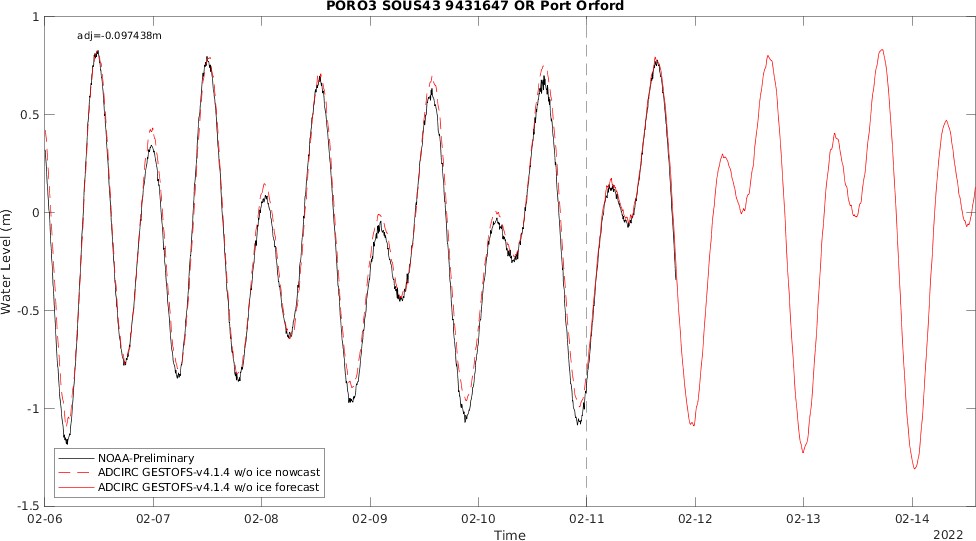 PORO3 SOUS43 9431647 OR Port Orford
adj=-0.097438m
Water Level (m)
1
0.5
0
-0.5
-1
-1.5
NOAA-Preliminary
ADCIRC GESTOFS-v4.1.4 w/o ice nowcast
ADCIRC GESTOFS-v4.1.4 w/o ice forecast
02-06 02-07 02-08 02-09 02-10 02-11 02-12 02-13 02-14
Time
2022